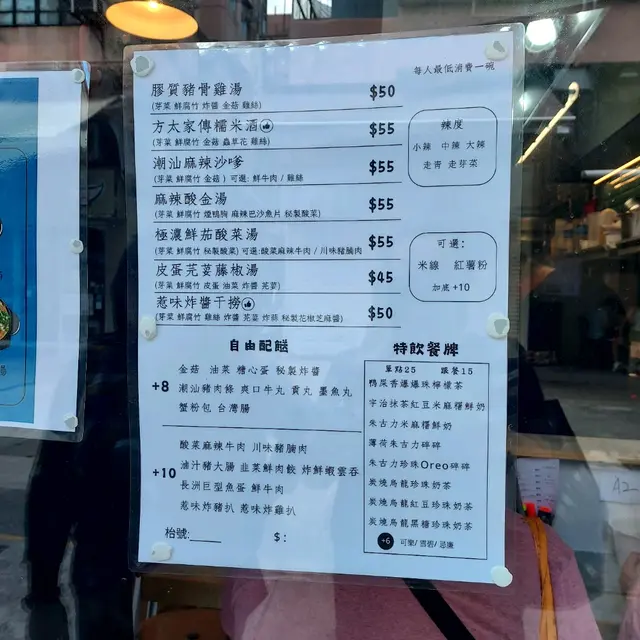 每人最低消費一碗
膠質豬骨雞湯 $50
(芽菜 鮮腐竹 炸醬 金菇 雞絲)
方太家傳糯米酒 $55
(芽菜 鮮腐竹 金菇 蟲草花 雞絲)
潮汕麻辣沙嗲 $55
(芽菜 鮮腐竹 金菇) 可選: 鮮牛肉 / 雞絲
麻辣酸金湯 $55
(芽菜 鮮腐竹 煙鴨胸 麻辣巴沙魚片 秘製酸菜)
極濃鮮茄酸菜湯 $55
(芽菜 鮮腐竹 秘製酸菜) 可選:酸菜麻辣牛肉 / 川味豬腩肉
皮蛋芫荽藤椒湯 $45
(芽菜 鮮腐竹 皮蛋 油菜 炸醬 芫荽)
惹味炸醬干撈 $50
(芽菜 鮮腐竹 雞絲 炸醬 芫荽 炸蒜 秘製花椒芝麻醬)
辣度
小辣 中辣 大辣
走青 走芽菜
可選:
米線 紅薯粉
加底 +10
自由配餸
+8
金菇 油菜 糖心蛋 秘製炸醬
潮汕豬肉條 爽口牛丸 貢丸 墨魚丸
蟹粉包 台灣腸
+10
酸菜麻辣牛肉 川味豬腩肉
滷汁豬大腸 韭菜鮮肉餃 炸鮮蝦雲吞
長洲巨型魚蛋 鮮牛肉
惹味炸豬扒 惹味炸雞扒
枱號:____ $:
特飲餐牌
單點25 跟餐15
鴨屎香爆爆珠檸檬茶
宇治抹茶紅豆米麻糬鮮奶
朱古力米麻糬鮮奶
薄荷朱古力碎碎
朱古力珍珠Oreo碎碎
炭燒烏龍珍珠奶茶
炭燒烏龍紅豆珍珠奶茶
炭燒烏龍黑糖珍珠奶茶
+6 可樂/ 雪碧/ 忌廉